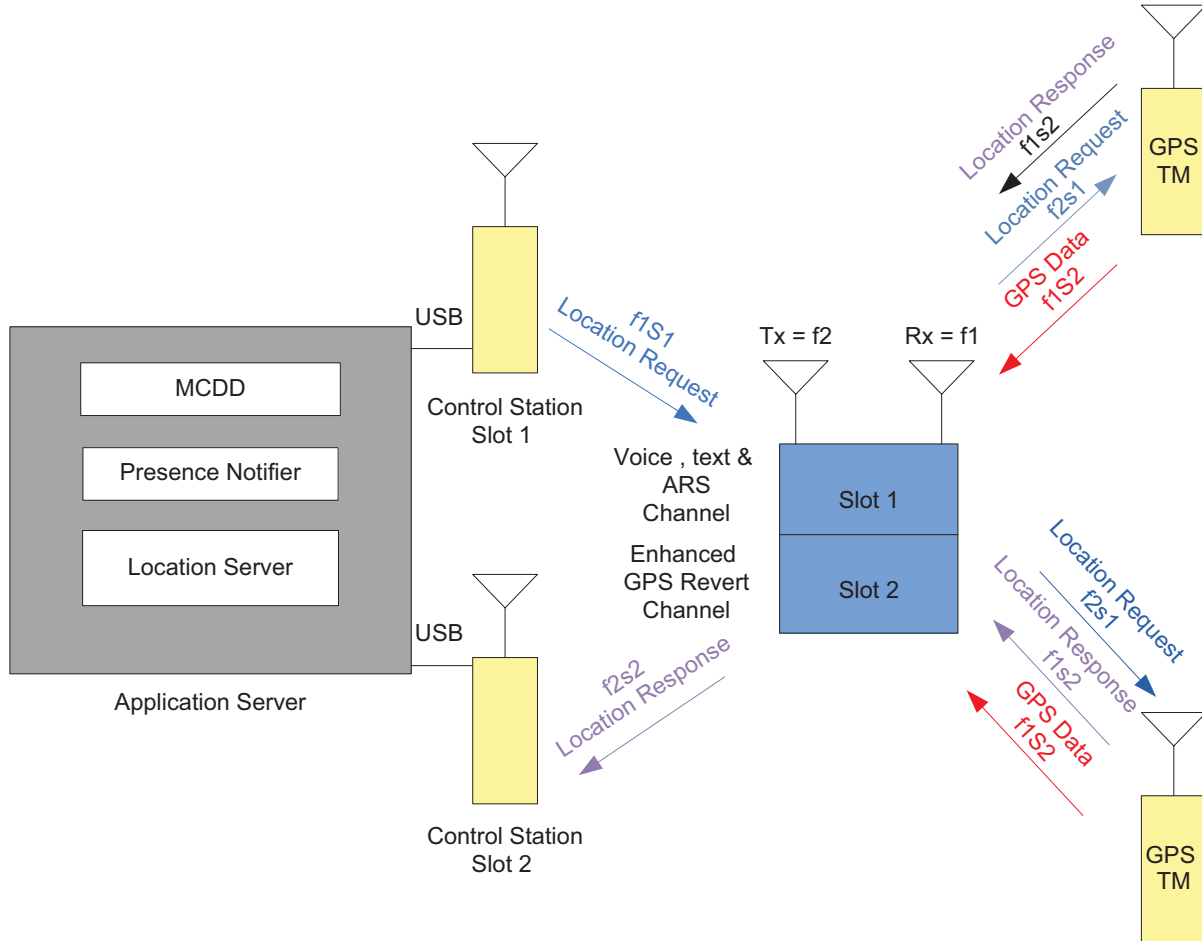 Location Response
f1s2
Location Request
f2s1
GPS Data
f1S2
GPS
TM
USB
f1S1
Location Request
Tx = f2
Rx = f1
MCDD
Presence Notifier
Location Server
Control Station
Slot 1
Voice , text &
ARS
Channel
Slot 1
Enhanced
GPS Revert
Channel
Slot 2
USB
Application Server
f2s2
Location Response
Control Station
Slot 2
Location Request
f2s1
Location Response
f1s2
GPS Data
f1S2
GPS
TM